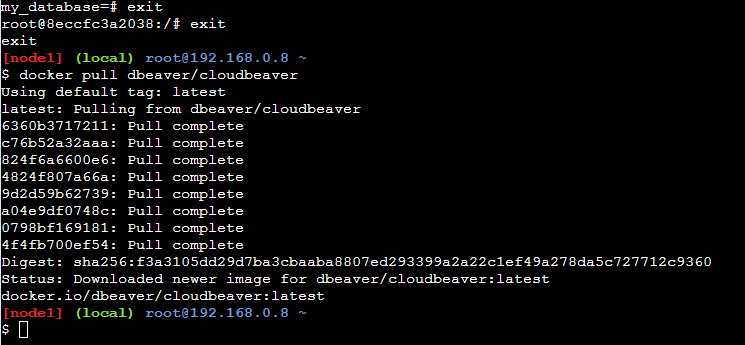 my_database=# exit
root@8eccfc3a2038:/# exit
exit
[node1] (local) root@192.168.0.8 ~
$ docker pull dbeaver/cloudbeaver
Using default tag: latest
latest: Pulling from dbeaver/cloudbeaver
6360b3717211: Pull complete
c76b52a32aaa: Pull complete
824f6a6600e6: Pull complete
4824f807a66a: Pull complete
9d2d59b62739: Pull complete
a04e9df0748c: Pull complete
0798bf169181: Pull complete
4f4fb700ef54: Pull complete
Digest: sha256:f3a3105dd29d7ba3cbaaba8807ed293399a2a22c1ef49a278da5c727712c9360
Status: Downloaded newer image for dbeaver/cloudbeaver:latest
docker.io/dbeaver/cloudbeaver:latest
[node1] (local) root@192.168.0.8 ~
$